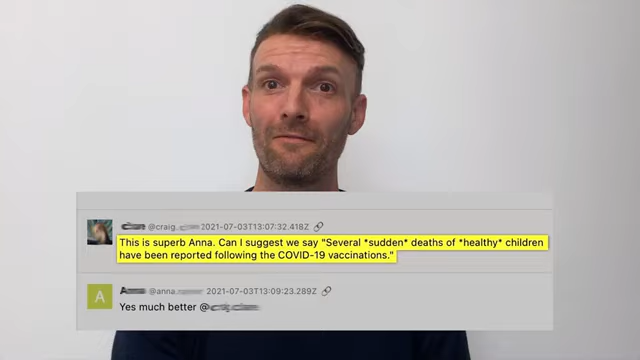 @craig. 2021-07-03T13:07:32.418Z
This is superb Anna. Can I suggest we say "Several *sudden* deaths of *healthy* children
have been reported following the COVID-19 vaccinations."
A
@anna. 2021-07-03T13:09:23.289Z
Yes much better @